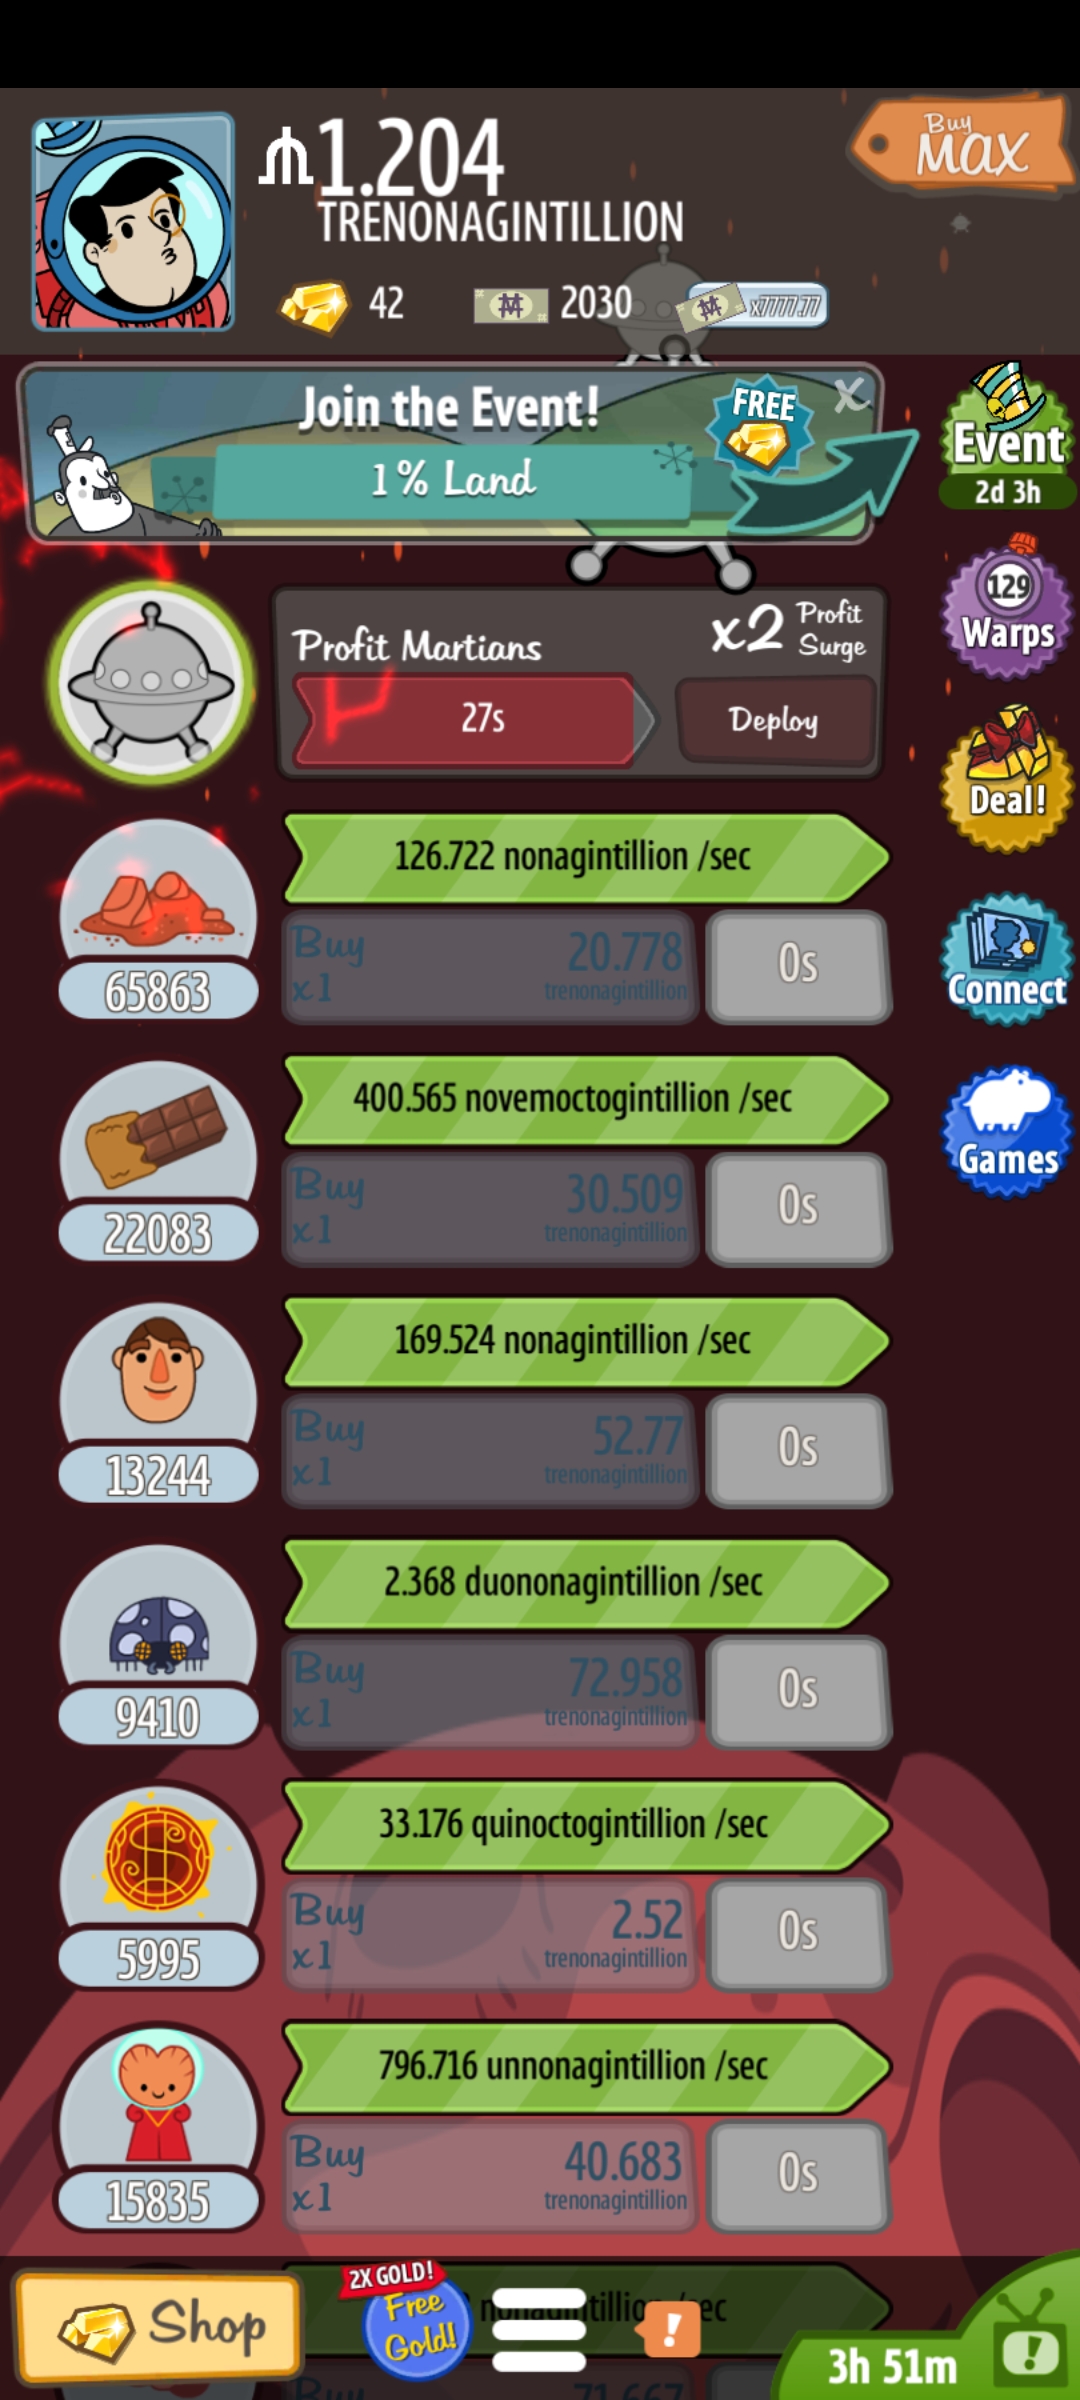 1.204
TRENONAGINTILLION
Buy
MAX
42
2030
x7777.77
Join the Event!
1% Land
FREE
X
Event
2d 3h
129
Warps
Profit Martians
x2 Profit
Surge
27s
Deploy
Deal!
126.722 nonagintillion /sec
Buy
x1
20.778
trenonagintillion
0s
65863
Connect
400.565 novemoctogintillion /sec
Buy
x1
30.509
trenonagintillion
0s
22083
Games
169.524 nonagintillion /sec
Buy
x1
52.77
trenonagintillion
0s
13244
2.368 duononagintillion /sec
Buy
x1
72.958
trenonagintillion
0s
9410
33.176 quinoctogintillion /sec
Buy
x1
2.52
trenonagintillion
0s
5995
796.716 unnonagintillion /sec
Buy
x1
40.683
trenonagintillion
0s
15835
Shop
2X GOLD!
Free
Gold!
!
3h 51m
!